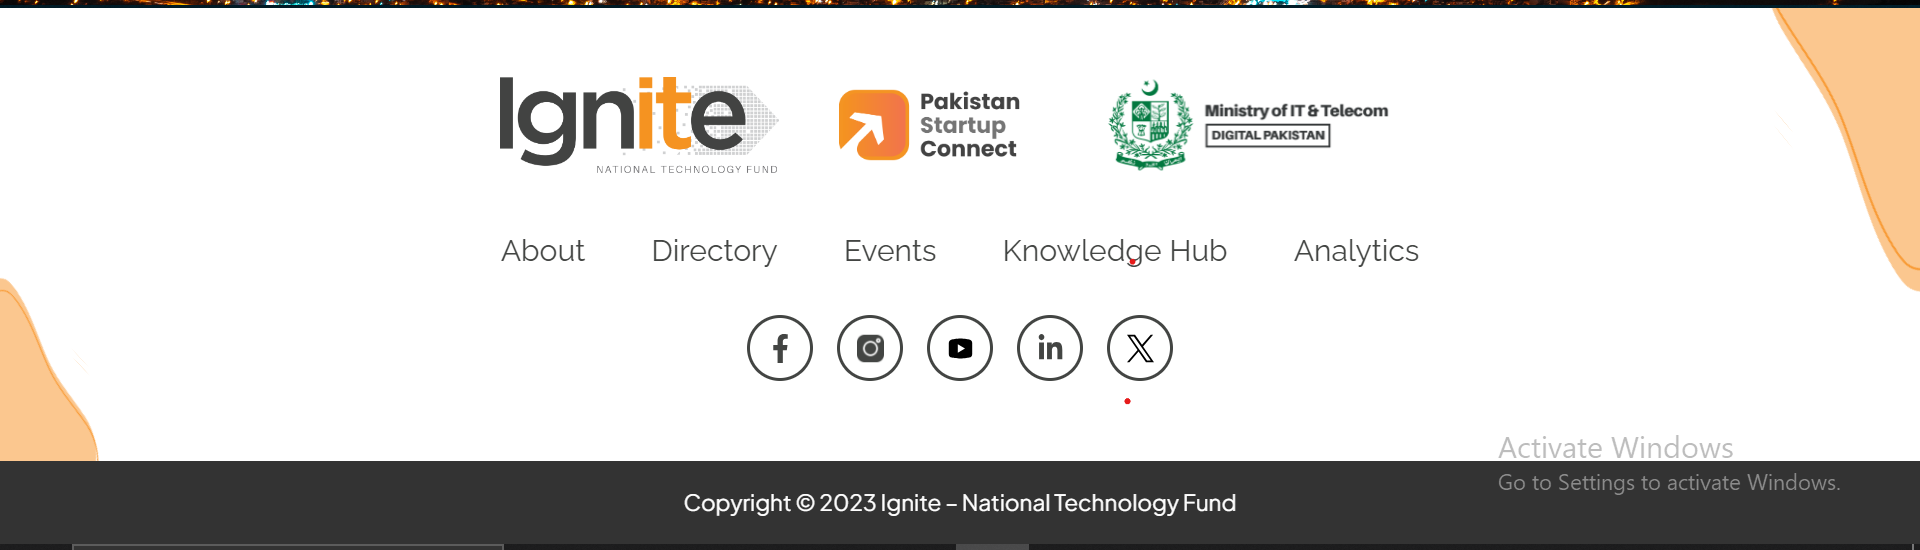 Ignite
NATIONAL TECHNOLOGY FUND
Pakistan
Startup
Connect
Ministry of IT & Telecom
DIGITAL PAKISTAN
About Directory Events Knowledge Hub Analytics
Activate Windows
Go to Settings to activate Windows.
Copyright © 2023 Ignite – National Technology Fund